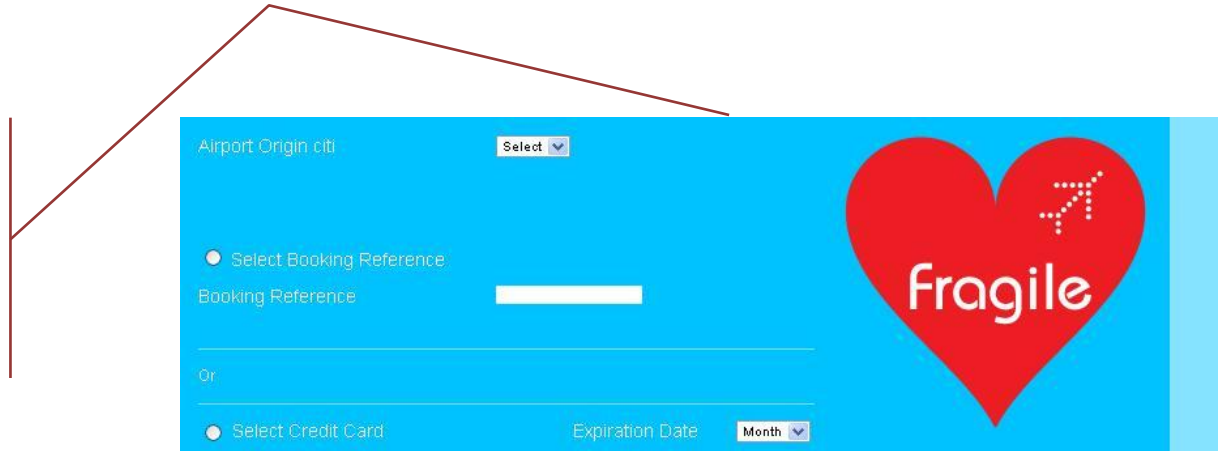 Airport Origin citi Select
Select Booking Reference
Booking Reference
Or
Select Credit Card Expiration Date Month
Fragile